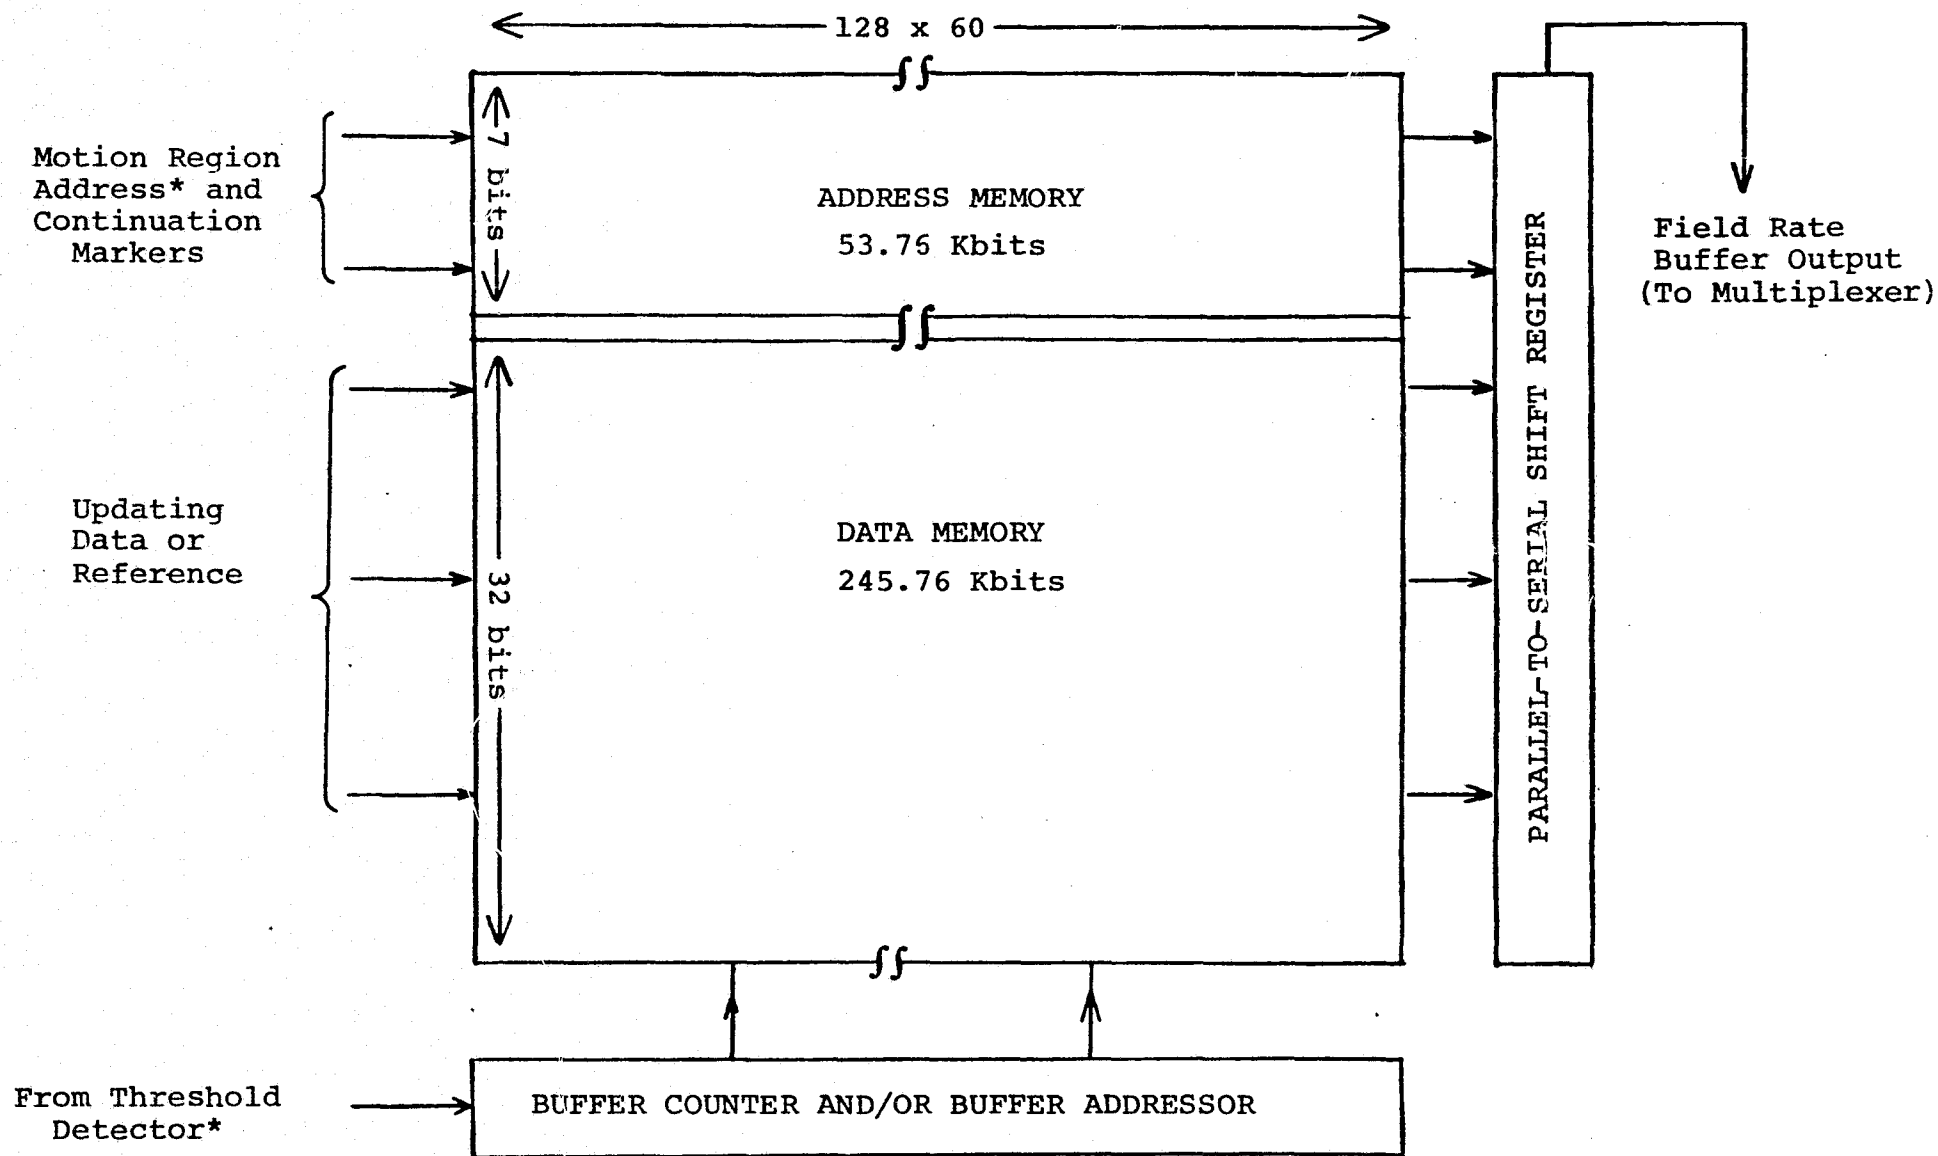 128 x 60
Motion Region
Address* and
Continuation
Markers
7 bits
ADDRESS MEMORY
53.76 Kbits
Field Rate
Buffer Output
(To Multiplexer)
PARALLEL-TO-SERIAL SHIFT REGISTER
Updating
Data or
Reference
32 bits
DATA MEMORY
245.76 Kbits
From Threshold
Detector*
BUFFER COUNTER AND/OR BUFFER ADDRESSOR